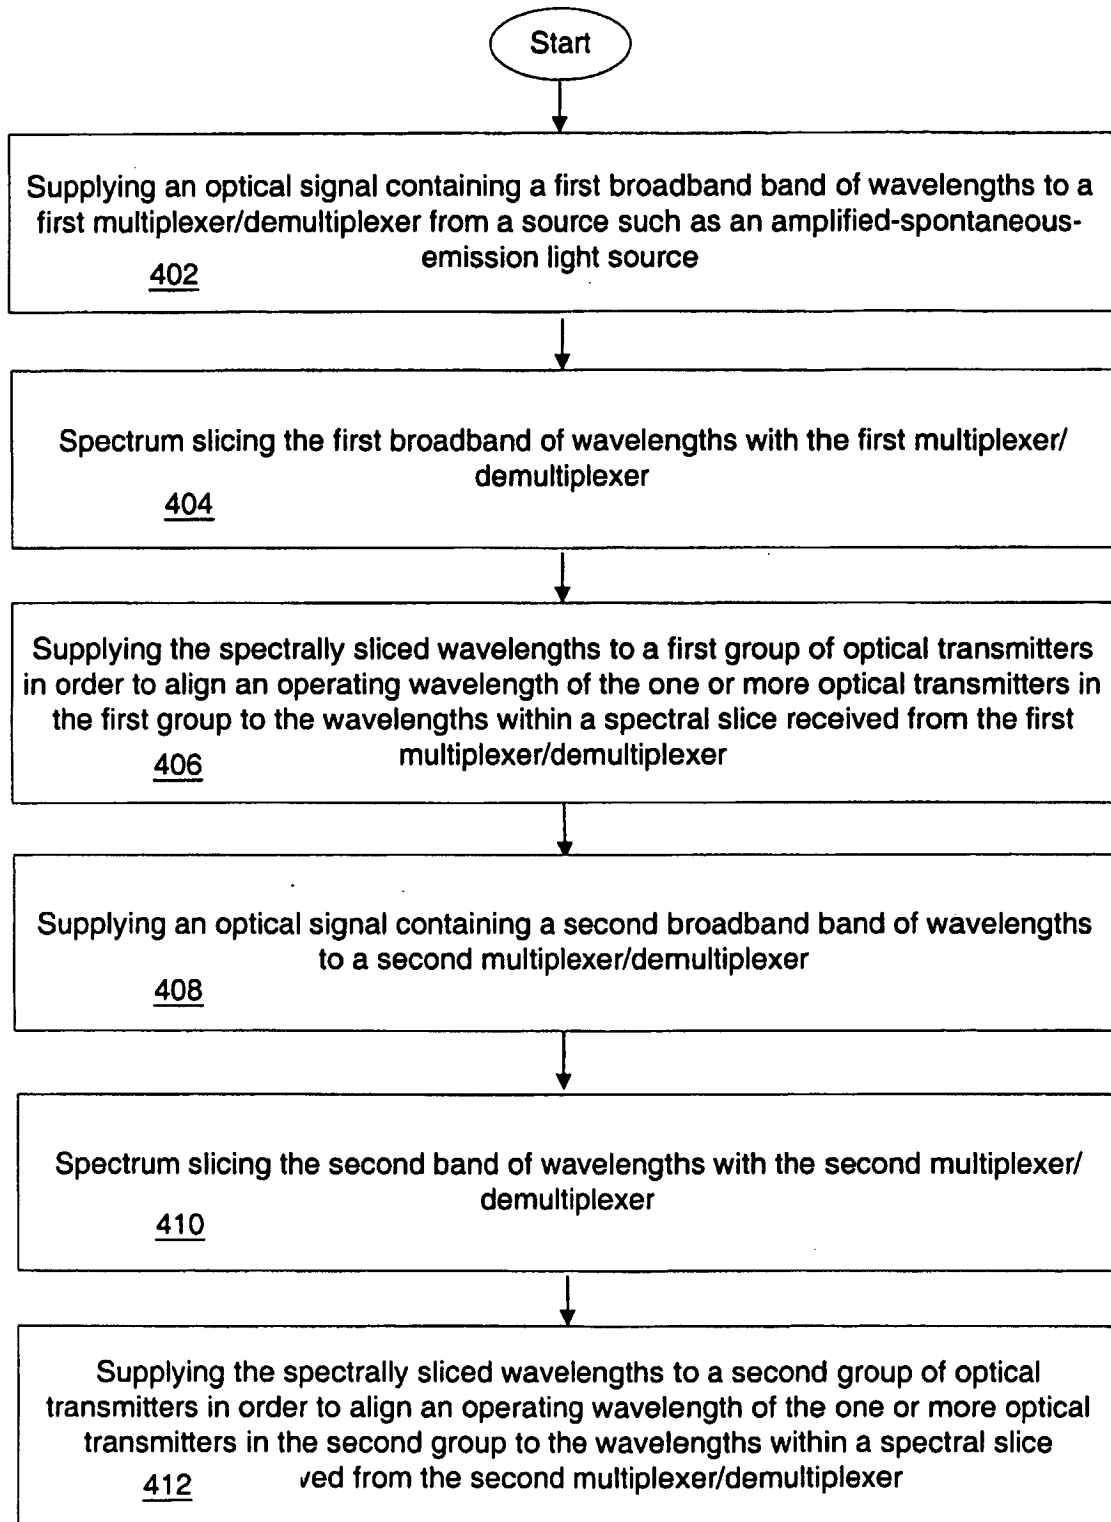 Start
Supplying an optical signal containing a first broadband band of wavelengths to a
first multiplexer/demultiplexer from a source such as an amplified-spontaneous-
emission light source
402
Spectrum slicing the first broadband of wavelengths with the first multiplexer/
demultiplexer
404
Supplying the spectrally sliced wavelengths to a first group of optical transmitters
in order to align an operating wavelength of the one or more optical transmitters in
the first group to the wavelengths within a spectral slice received from the first
multiplexer/demultiplexer
406
Supplying an optical signal containing a second broadband band of wavelengths
to a second multiplexer/demultiplexer
408
Spectrum slicing the second band of wavelengths with the second multiplexer/
demultiplexer
410
Supplying the spectrally sliced wavelengths to a second group of optical
transmitters in order to align an operating wavelength of the one or more optical
transmitters in the second group to the wavelengths within a spectral slice
ved from the second multiplexer/demultiplexer
412